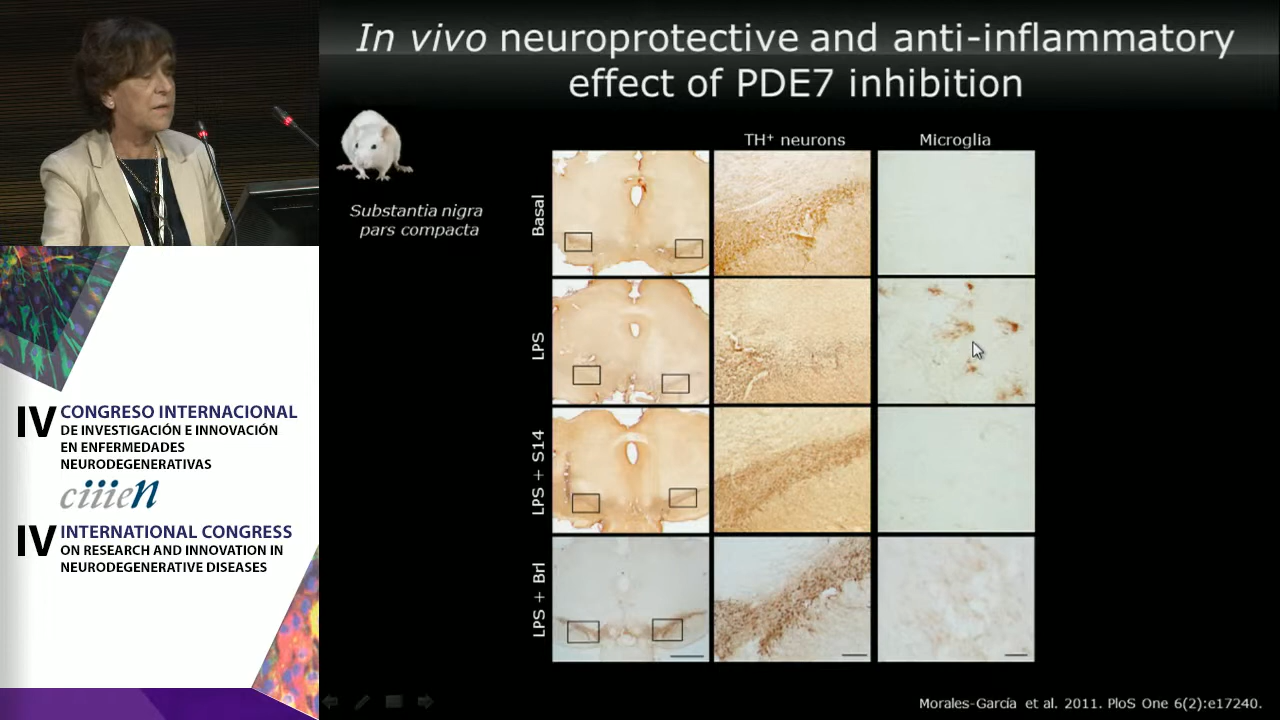 In vivo neuroprotective and anti-inflammatory
effect of PDE7 inhibition
Substantia nigra
pars compacta
TH⁺ neurons
Microglia
Basal
LPS
LPS + S14
LPS + Brl
Morales-García et al. 2011. PloS One 6(2):e17240.
IV CONGRESO INTERNACIONAL
DE INVESTIGACIÓN E INNOVACIÓN
EN ENFERMEDADES
NEURODEGENERATIVAS
ciiien
IV INTERNATIONAL CONGRESS
ON RESEARCH AND INNOVATION IN
NEURODEGENERATIVE DISEASES